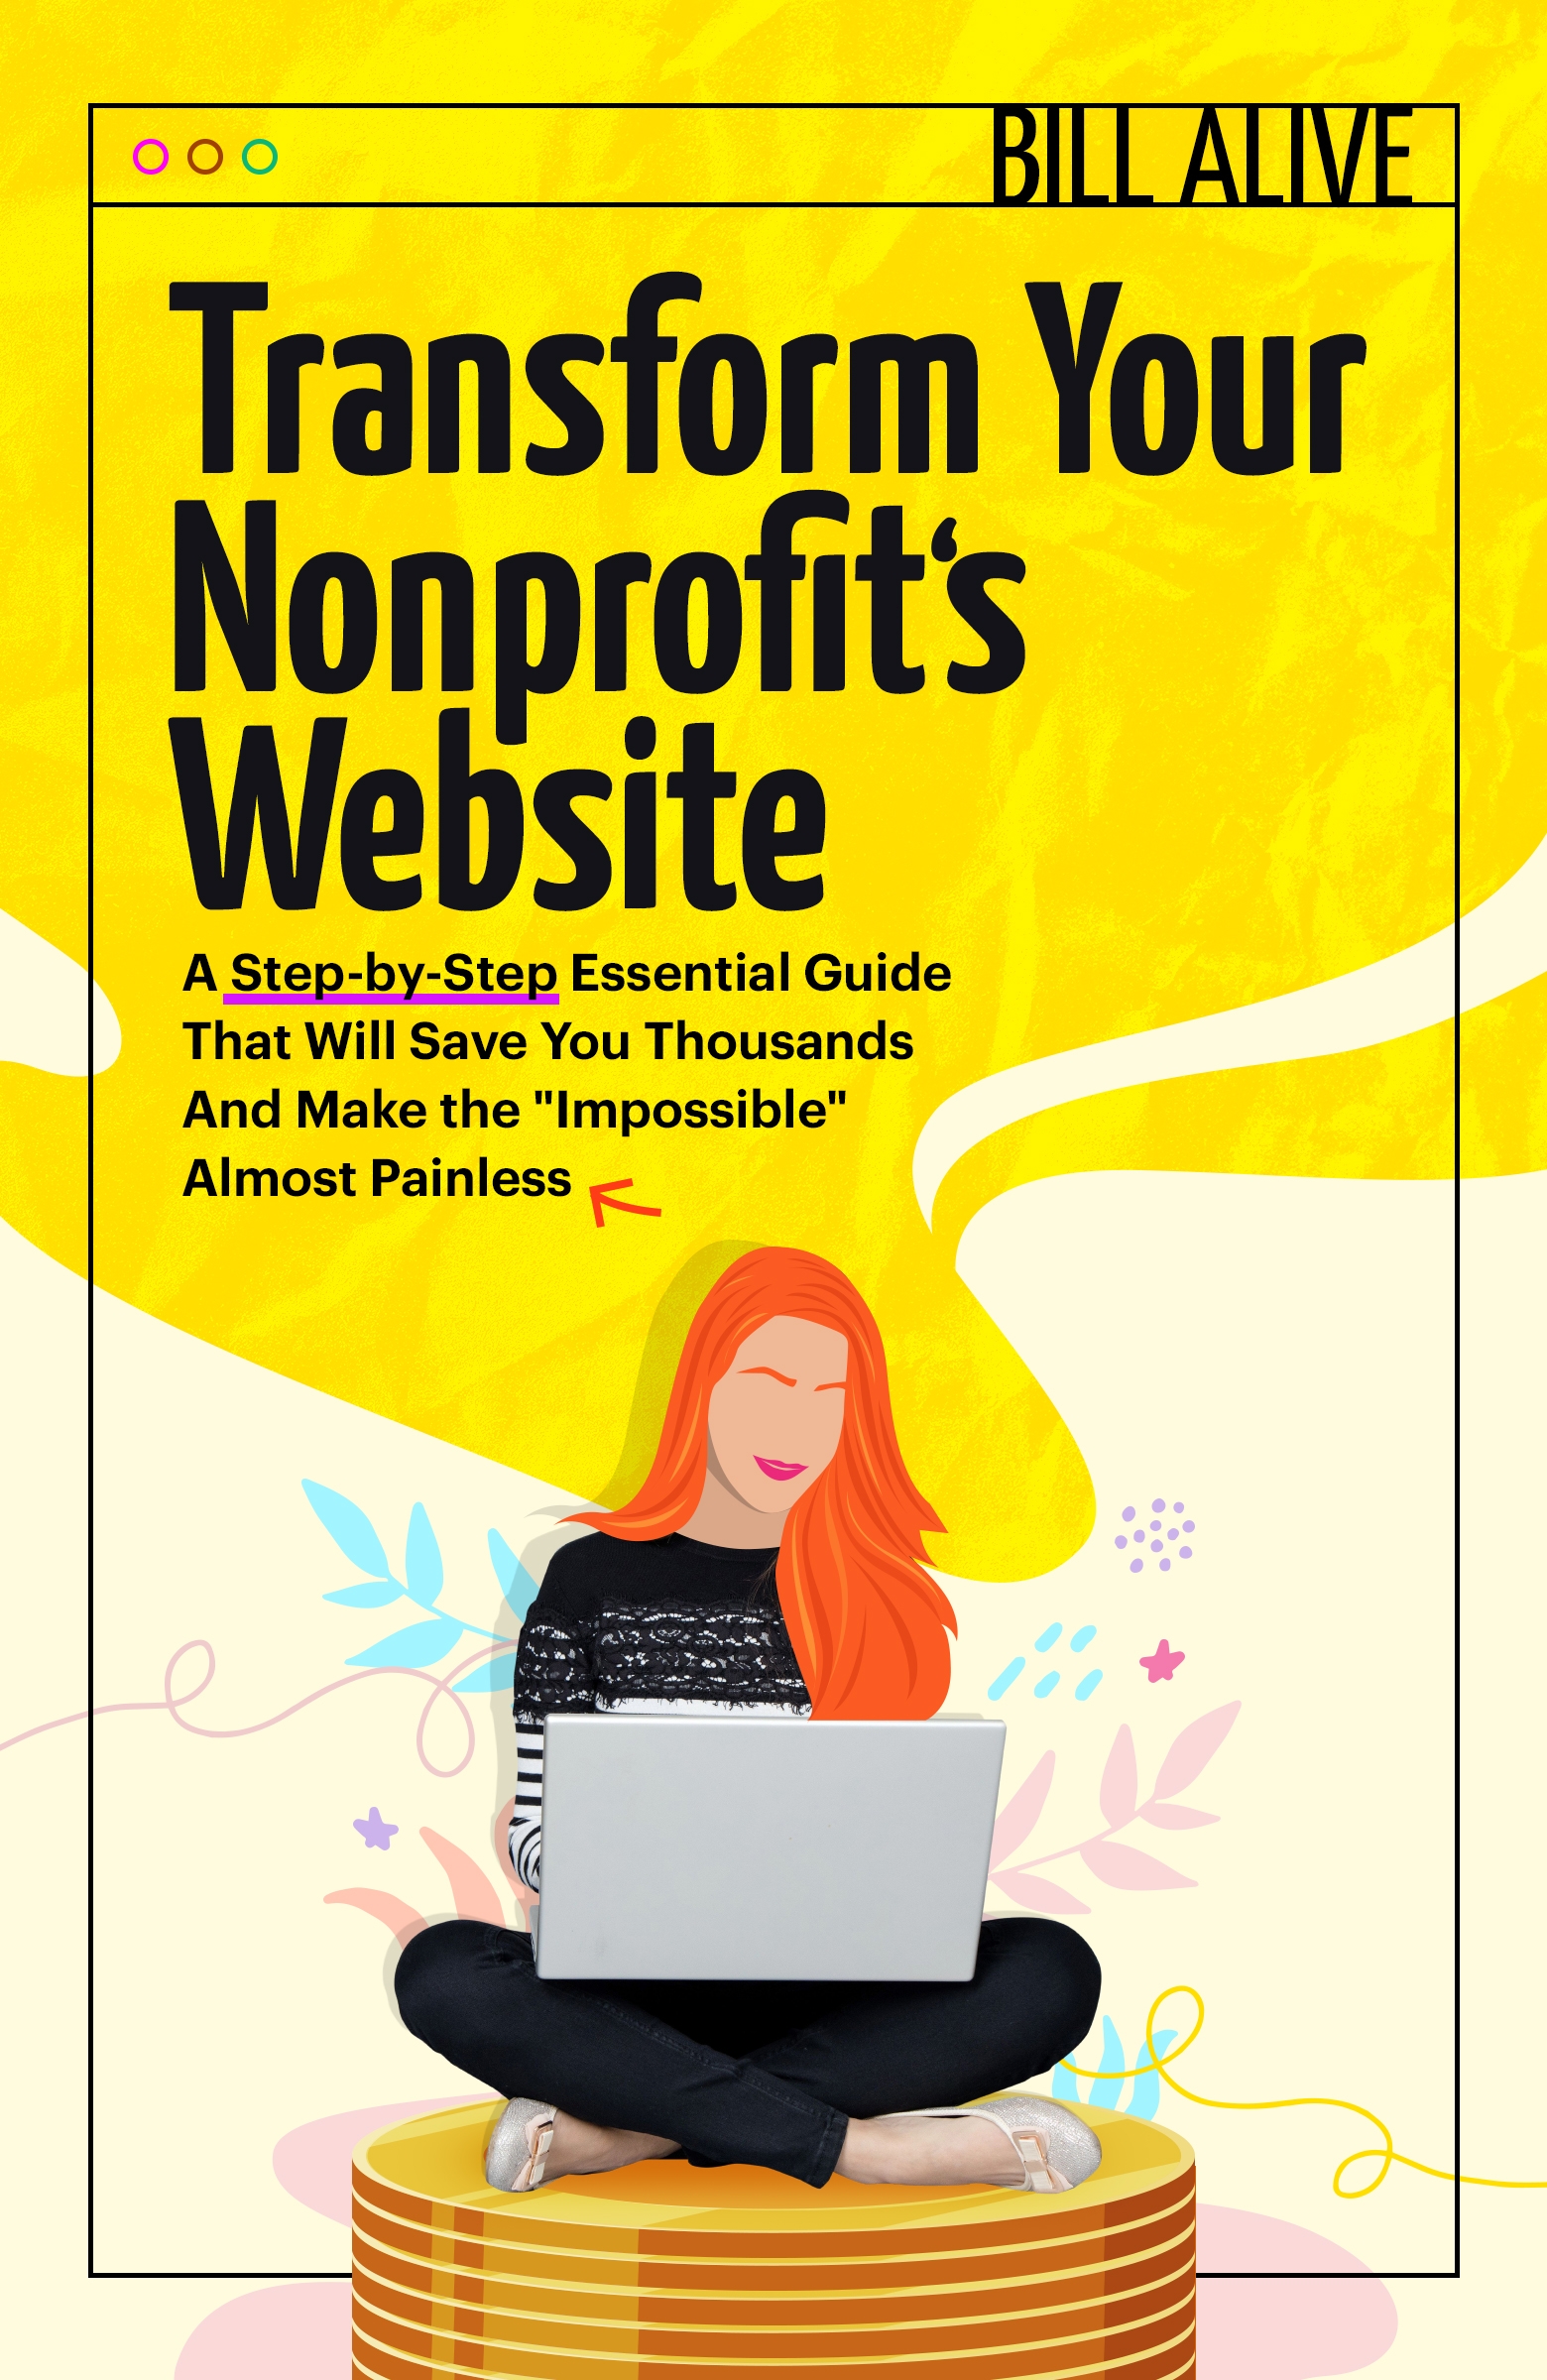 BILL ALIVE
Transform Your
Nonprofit‘s
Website
A Step-by-Step Essential Guide
That Will Save You Thousands
And Make the "Impossible"
Almost Painless